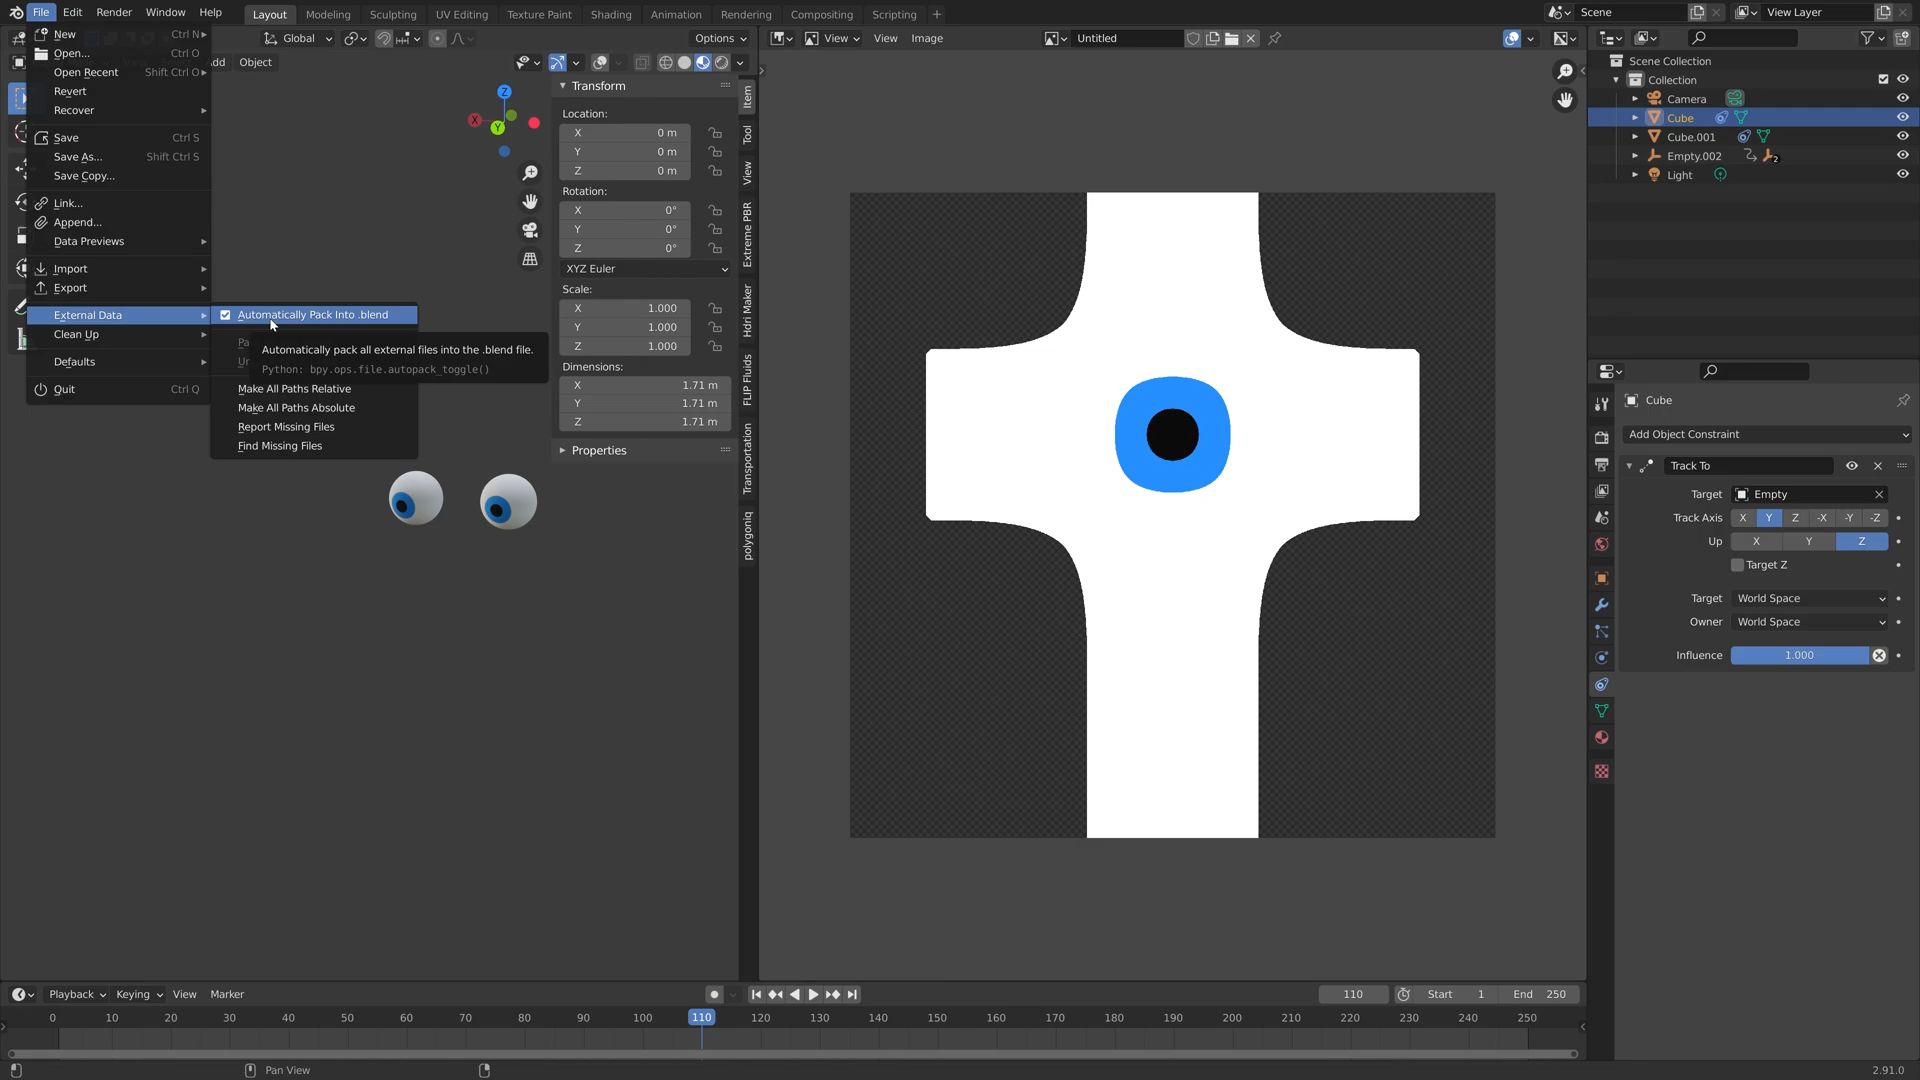 File Edit Render Window Help Layout Modeling Sculpting UV Editing Texture Paint Shading Animation Rendering Compositing Scripting + Scene View Layer
Global Options View View Image Untitled
New Ctrl N
Open... Ctrl O
Open Recent Shift Ctrl O
Revert
Recover
Save Ctrl S
Save As... Shift Ctrl S
Save Copy...
Link...
Append...
Data Previews
Import
Export
External Data
Clean Up
Defaults
Quit Ctrl Q
Object
Automatically Pack Into .blend
Automatically pack all external files into the .blend file.
Python: bpy.ops.file.autopack_toggle()
Make All Paths Relative
Make All Paths Absolute
Report Missing Files
Find Missing Files
Z
X
Y
Transform
Location:
X 0 m
Y 0 m
Z 0 m
Rotation:
X 0°
Y 0°
Z 0°
XYZ Euler
Scale:
X 1.000
Y 1.000
Z 1.000
Dimensions:
X 1.71 m
Y 1.71 m
Z 1.71 m
Properties
Item
Tool
View
Extreme PBR
Hdri Maker
FLIP Fluids
Transportation
polygoniq
Scene Collection
Collection
Camera
Cube
Cube.001
Empty.002 2
Light
Cube
Add Object Constraint
Track To
Target Empty
Track Axis X Y Z -X -Y -Z
Up X Y Z
Target Z
Target World Space
Owner World Space
Influence 1.000
Playback Keying View Marker 110 Start 1 End 250
0 10 20 30 40 50 60 70 80 90 100 110 120 130 140 150 160 170 180 190 200 210 220 230 240 250
Pan View 2.91.0